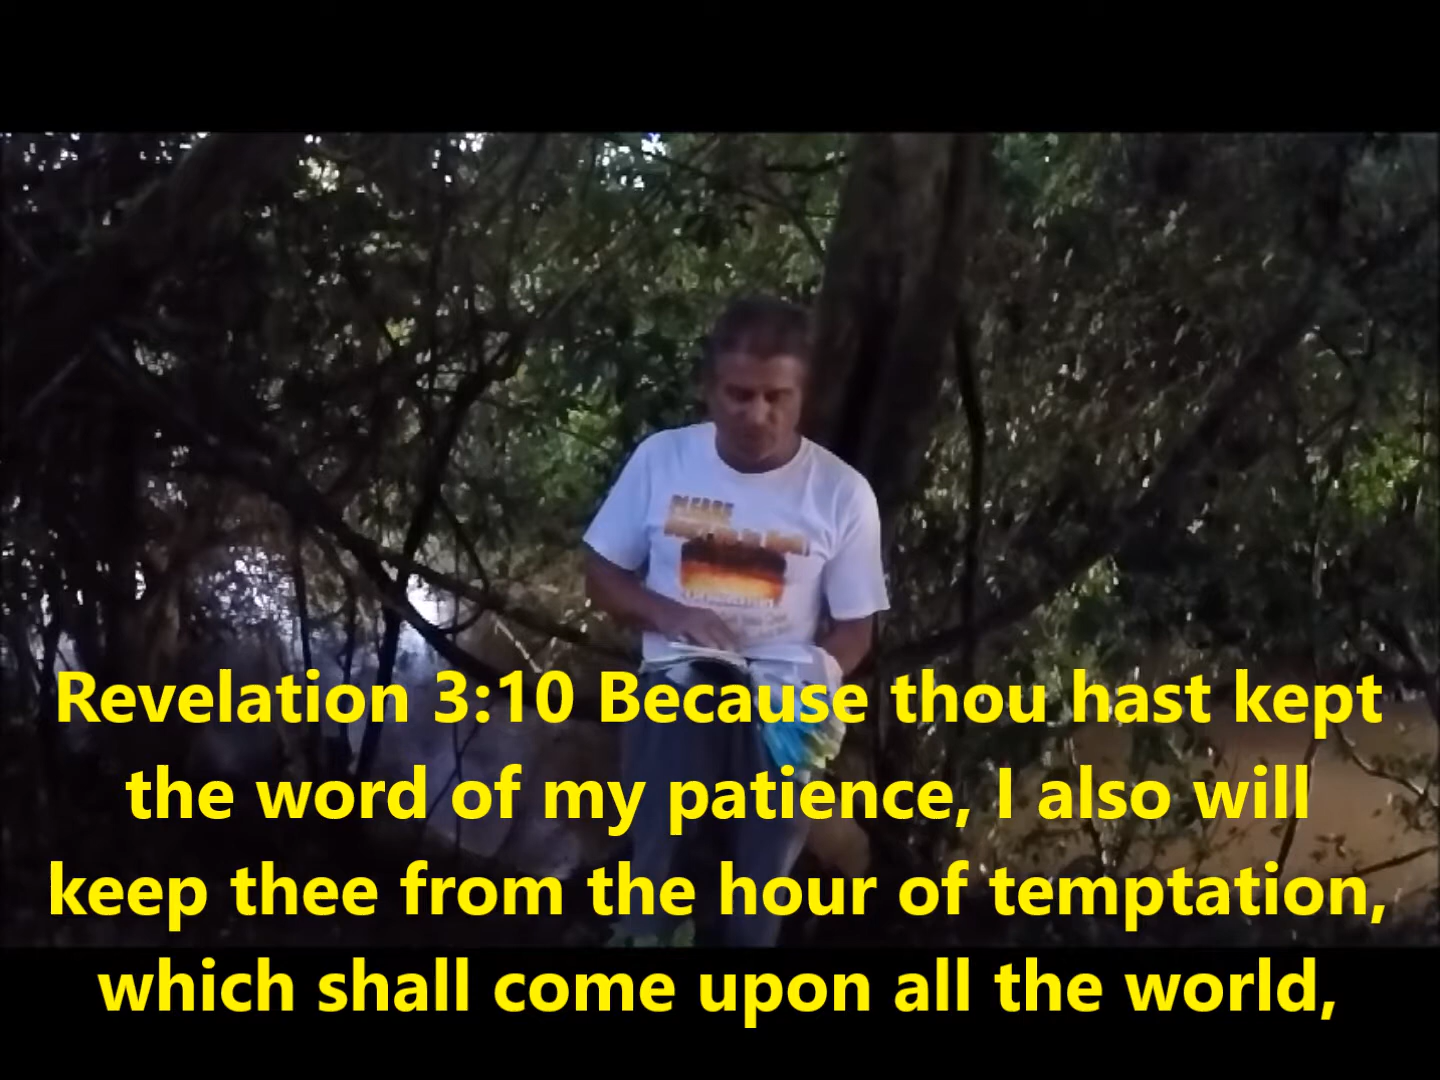 PLEASE
Revelation 3:10 Because thou hast kept
the word of my patience, I also will
keep thee from the hour of temptation,
which shall come upon all the world,